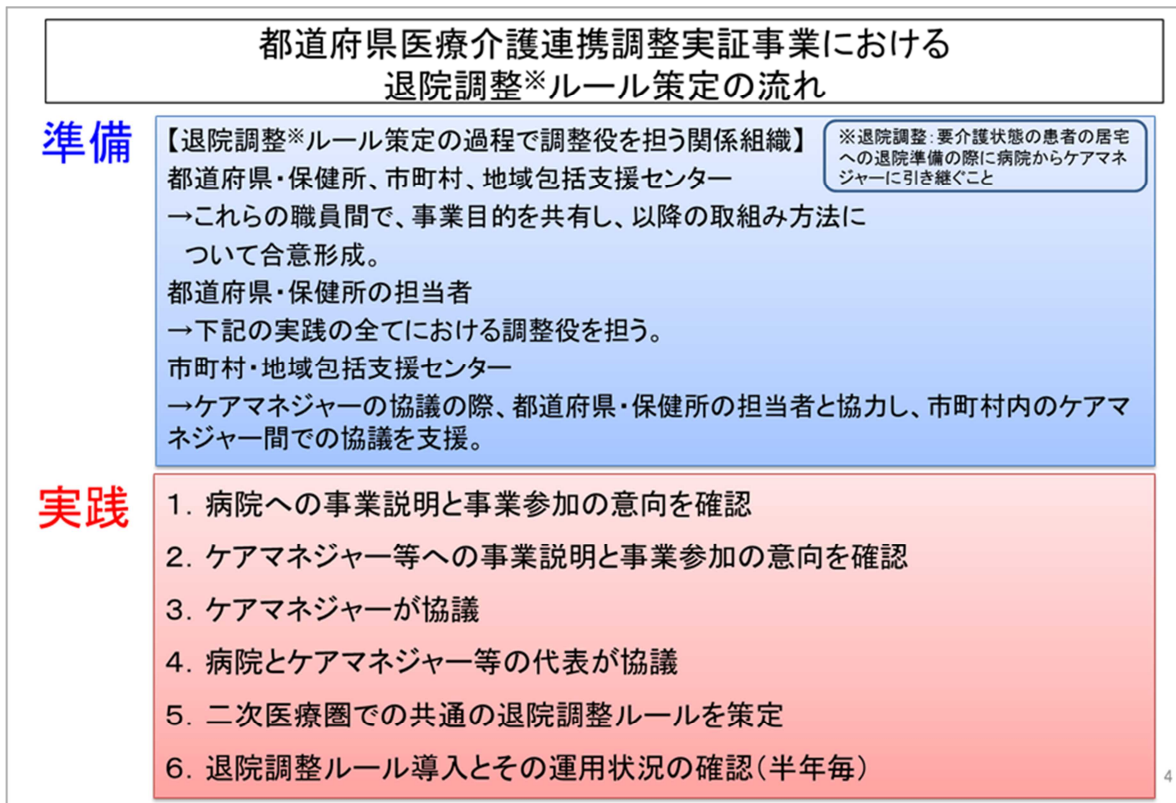 都道府県医療介護連携調整実証事業における
退院調整※ルール策定の流れ
準備
【退院調整※ルール策定の過程で調整役を担う関係組織】
※退院調整:要介護状態の患者の居宅
への退院準備の際に病院からケアマネ
ジャーに引き継ぐこと
都道府県・保健所、市町村、地域包括支援センター
→これらの職員間で、事業目的を共有し、以降の取組み方法に
ついて合意形成。
都道府県・保健所の担当者
→下記の実践の全てにおける調整役を担う。
市町村・地域包括支援センター
→ケアマネジャーの協議の際、都道府県・保健所の担当者と協力し、市町村内のケアマ
ネジャー間での協議を支援。
実践
1. 病院への事業説明と事業参加の意向を確認
2. ケアマネジャー等への事業説明と事業参加の意向を確認
3. ケアマネジャーが協議
4. 病院とケアマネジャー等の代表が協議
5. 二次医療圏での共通の退院調整ルールを策定
6. 退院調整ルール導入とその運用状況の確認(半年毎)
4